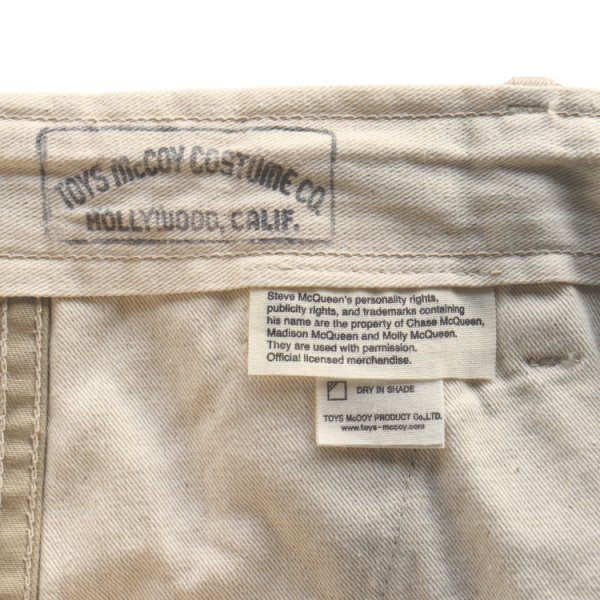 TOYS McCOY COSTUME CO.
HOLLYWOOD, CALIF.
Steve McQueen's personality rights,
publicity rights, and trademarks containing
his name are the property of Chase McQueen,
Madison McQueen and Molly McQueen.
They are used with permission.
Official licensed merchandise.
DRY IN SHADE
TOYS McCOY PRODUCT Co.,LTD.
www.toys-mccoy.com